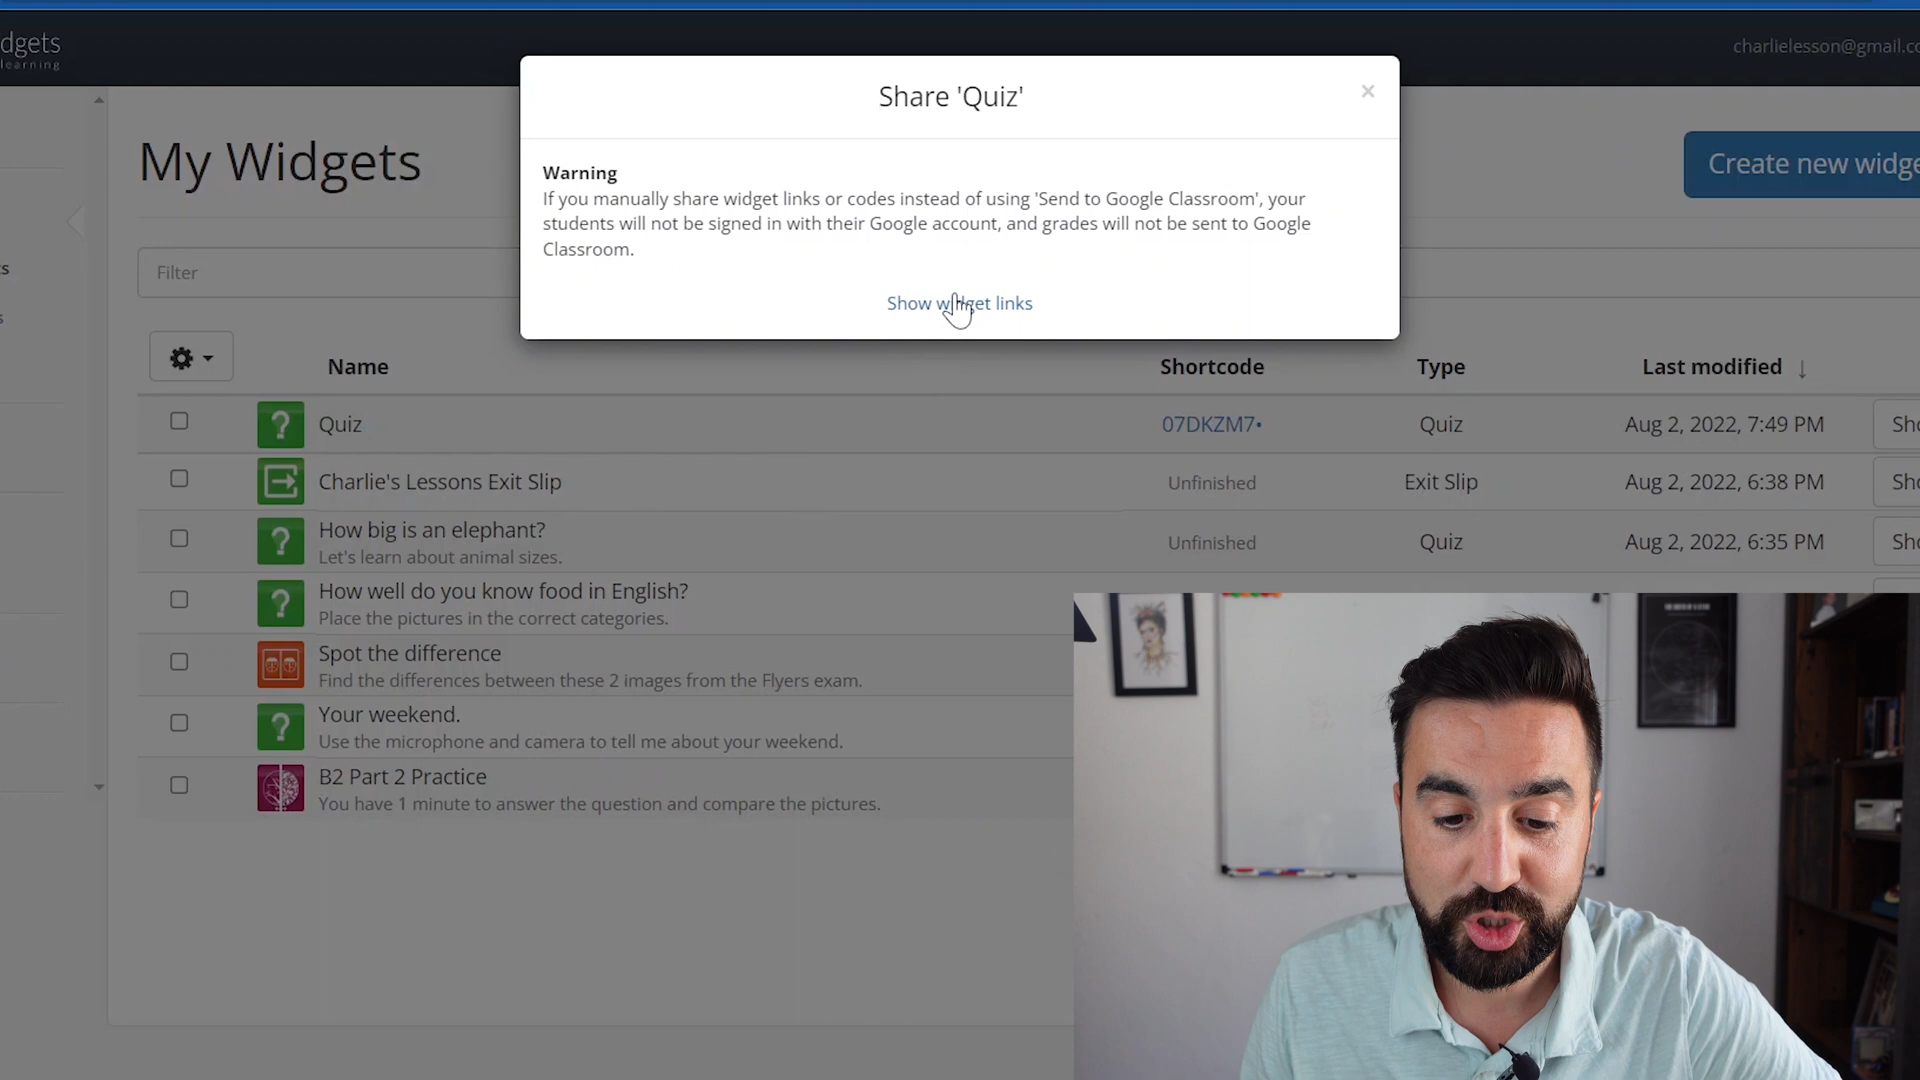 dgets
learning
charlielesson@gmail.co
Share 'Quiz'
×
Warning
If you manually share widget links or codes instead of using 'Send to Google Classroom', your
students will not be signed in with their Google account, and grades will not be sent to Google
Classroom.
Show widget links
My Widgets
Create new widge
Filter
s
s
Name Shortcode Type Last modified ↓
Quiz 07DKZM7• Quiz Aug 2, 2022, 7:49 PM Sho
Charlie's Lessons Exit Slip Unfinished Exit Slip Aug 2, 2022, 6:38 PM Sho
How big is an elephant? Unfinished Quiz Aug 2, 2022, 6:35 PM Sho
Let's learn about animal sizes.
How well do you know food in English?
Place the pictures in the correct categories.
Spot the difference
Find the differences between these 2 images from the Flyers exam.
Your weekend.
Use the microphone and camera to tell me about your weekend.
B2 Part 2 Practice
You have 1 minute to answer the question and compare the pictures.